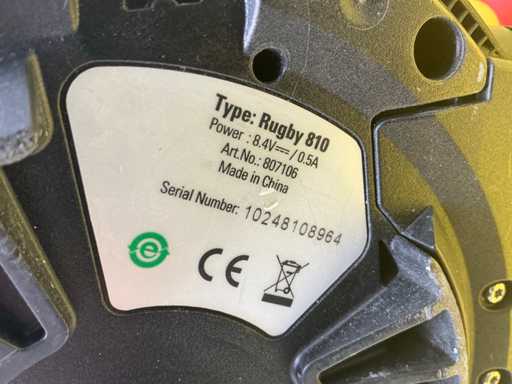 Type: Rugby 810
Power : 8.4V⎓/0.5A
Art.No.: 807106
Made in China
Serial Number: 10248108964
e
CE